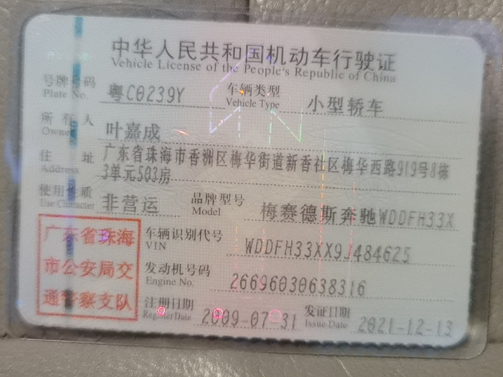 中华人民共和国机动车行驶证
Vehicle License of the People's Republic of China
号牌号码 粤C0239Y 车辆类型 小型轿车
Plate No. Vehicle Type
所有人 叶嘉成
Owner
住址 广东省珠海市香洲区梅华街道新香社区梅华西路919号8栋
Address 3单元503房
使用性质 非营运 品牌型号 梅赛德斯奔驰WDDFH33X
Use Character Model
广东省珠海
市公安局交
通警察支队
车辆识别代号 WDDFH33XX9J484625
VIN
发动机号码 26696030638316
Engine No.
注册日期 2009-07-31 发证日期 2021-12-13
Register Date Issue Date